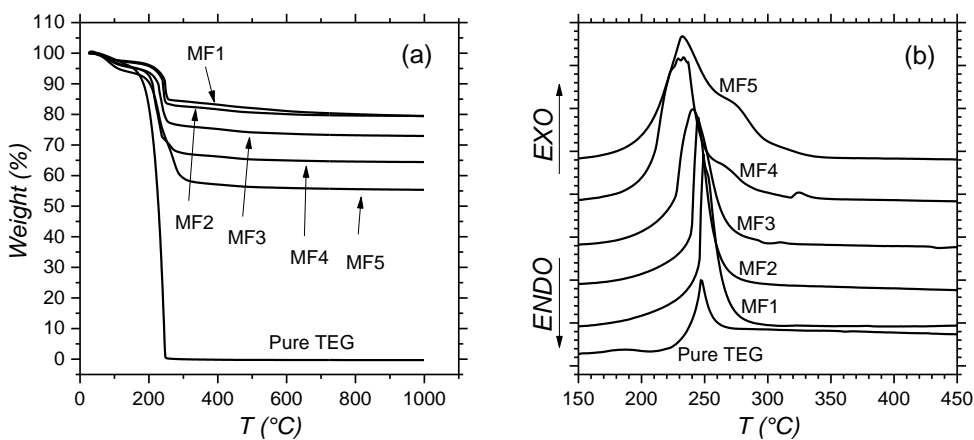 110
100
90
80
70
60
50
40
30
20
10
0
Weight (%)
(a)
MF1
MF2
MF3
MF4
MF5
Pure TEG
0 200 400 600 800 1000
T (°C)
(b)
EXO
ENDO
MF5
MF4
MF3
MF2
MF1
Pure TEG
150 200 250 300 350 400 450
T (°C)